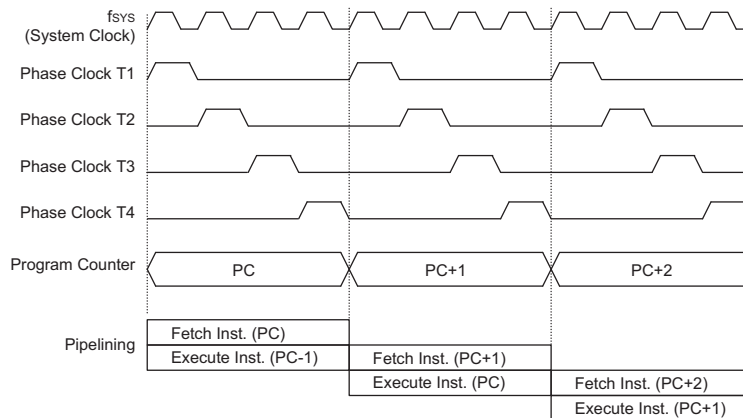 fSYS
(System Clock)
Phase Clock T1
Phase Clock T2
Phase Clock T3
Phase Clock T4
Program Counter
PC
PC+1
PC+2
Pipelining
Fetch Inst. (PC)
Execute Inst. (PC-1)
Fetch Inst. (PC+1)
Execute Inst. (PC)
Fetch Inst. (PC+2)
Execute Inst. (PC+1)